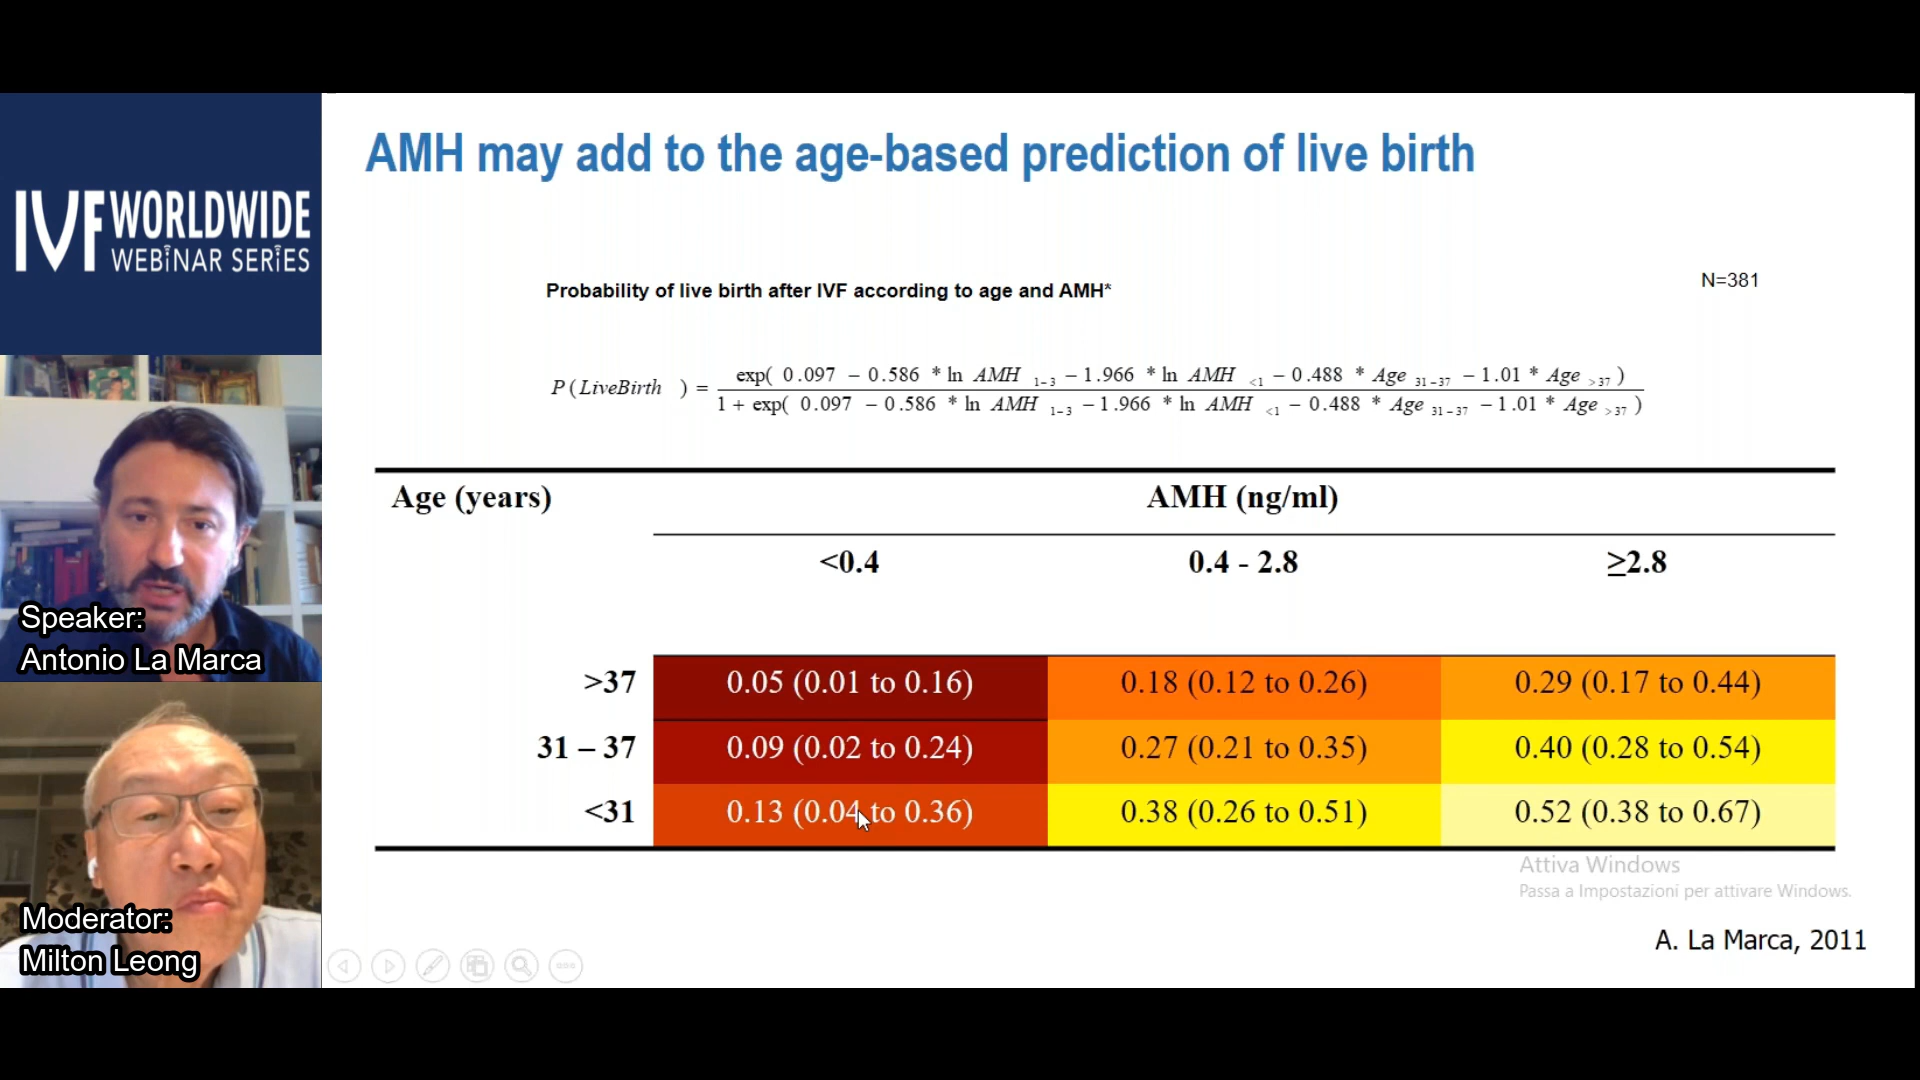 IVF WORLDWIDE
WEBINAR SERIES
Speaker:
Antonio La Marca
Moderator:
Milton Leong
AMH may add to the age-based prediction of live birth
Probability of live birth after IVF according to age and AMH*
N=381
P(LiveBirth ) = exp( 0.097 − 0.586 * ln AMH 1−3 − 1.966 * ln AMH <1 − 0.488 * Age 31−37 − 1.01 * Age >37 )
1 + exp( 0.097 − 0.586 * ln AMH 1−3 − 1.966 * ln AMH <1 − 0.488 * Age 31−37 − 1.01 * Age >37 )
Age (years) AMH (ng/ml)
<0.4 0.4 - 2.8 ≥2.8
>37 0.05 (0.01 to 0.16) 0.18 (0.12 to 0.26) 0.29 (0.17 to 0.44)
31 – 37 0.09 (0.02 to 0.24) 0.27 (0.21 to 0.35) 0.40 (0.28 to 0.54)
<31 0.13 (0.04 to 0.36) 0.38 (0.26 to 0.51) 0.52 (0.38 to 0.67)
Attiva Windows
Passa a Impostazioni per attivare Windows.
A. La Marca, 2011